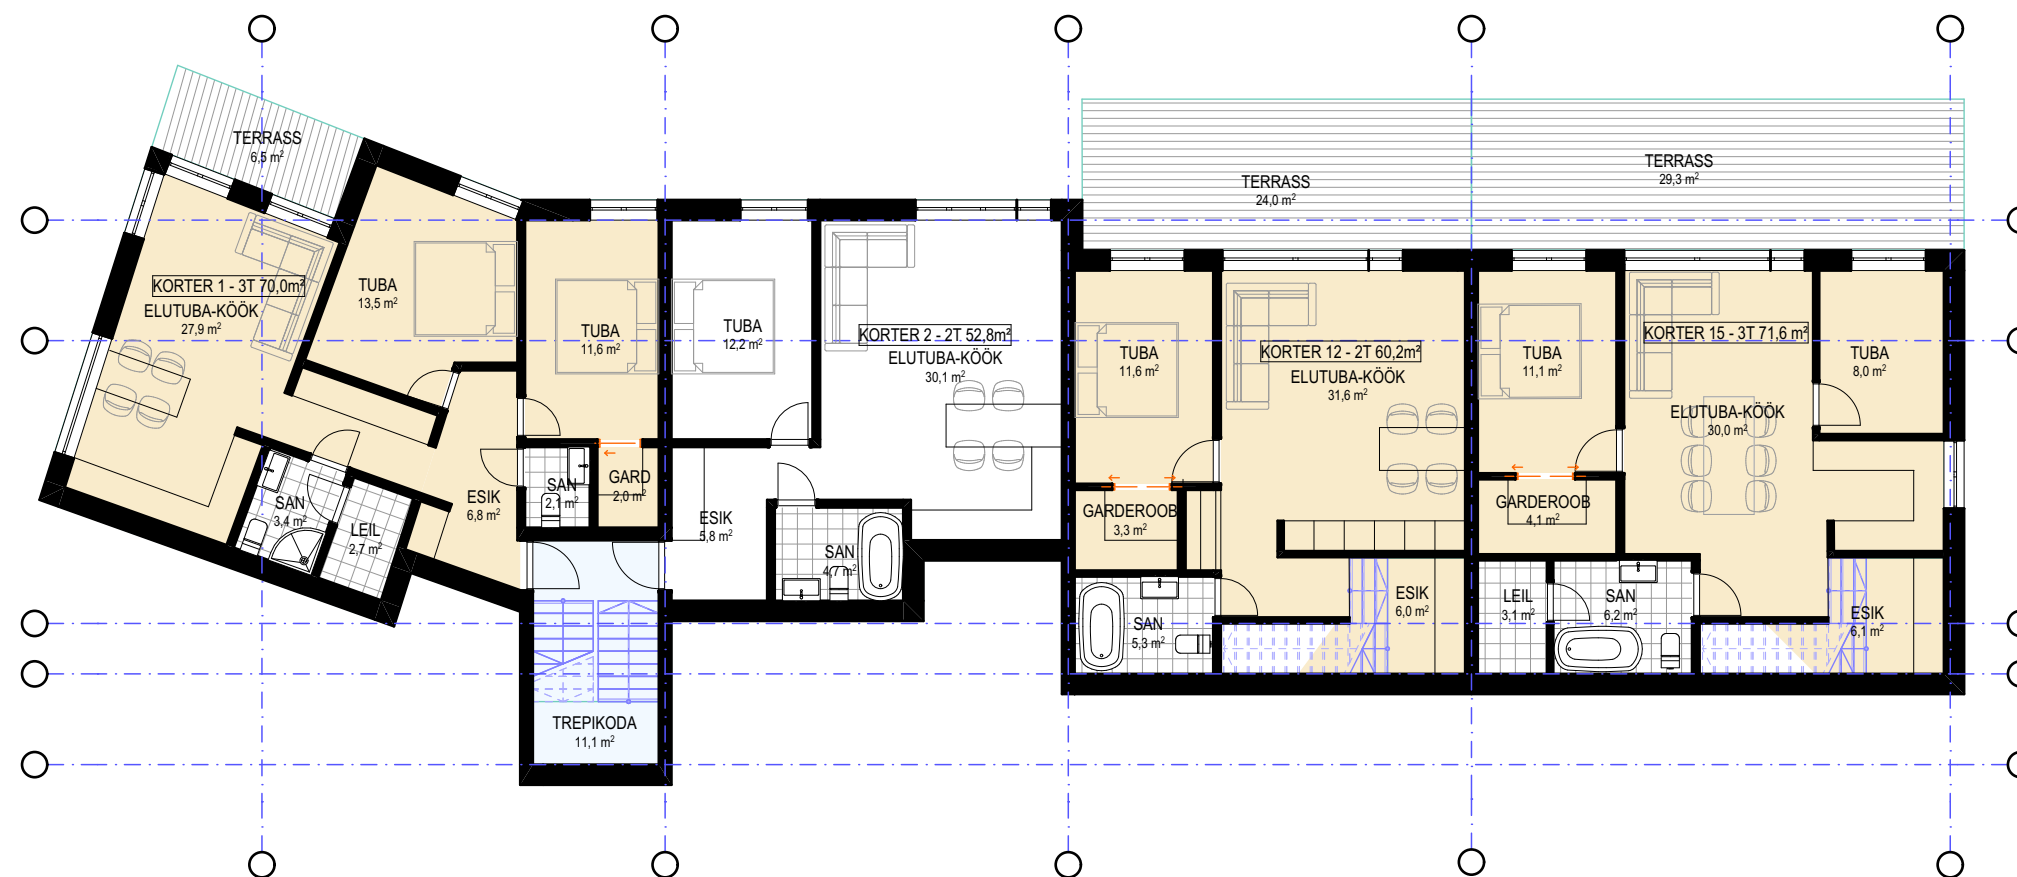 TERRASS
6,5 m²
KORTER 1 - 3T 70,0m²
ELUTUBA-KÖÖK
27,9 m²
TUBA
13,5 m²
TUBA
11,6 m²
SAN
3,4 m²
LEIL
2,7 m²
ESIK
6,8 m²
SAN
2,1 m²
GARD
2,0 m²
TREPIKODA
11,1 m²
TUBA
12,2 m²
KORTER 2 - 2T 52,8m²
ELUTUBA-KÖÖK
30,1 m²
ESIK
5,8 m²
SAN
4,7 m²
TERRASS
24,0 m²
TUBA
11,6 m²
KORTER 12 - 2T 60,2m²
ELUTUBA-KÖÖK
31,6 m²
GARDEROOB
3,3 m²
SAN
5,3 m²
ESIK
6,0 m²
TERRASS
29,3 m²
TUBA
11,1 m²
KORTER 15 - 3T 71,6 m²
ELUTUBA-KÖÖK
30,0 m²
TUBA
8,0 m²
GARDEROOB
4,1 m²
LEIL
3,1 m²
SAN
6,2 m²
ESIK
6,1 m²